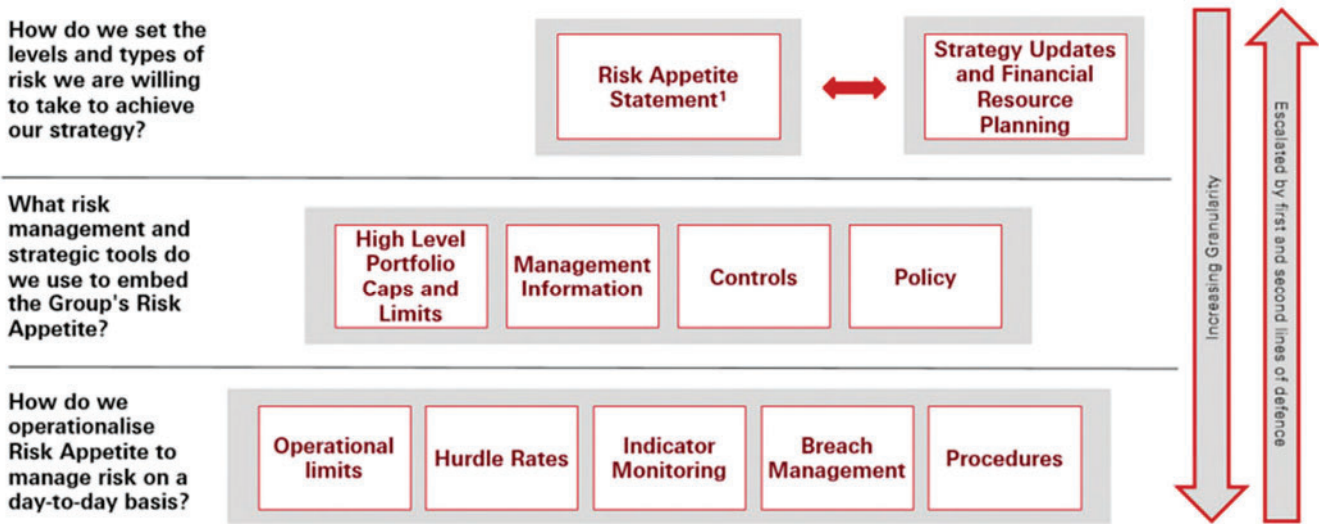 How do we set the
levels and types of
risk we are willing
to take to achieve
our strategy?
Risk Appetite
Statement¹
Strategy Updates
and Financial
Resource
Planning
What risk
management and
strategic tools do
we use to embed
the Group's Risk
Appetite?
High Level
Portfolio
Caps and
Limits
Management
Information
Controls
Policy
How do we
operationalise
Risk Appetite to
manage risk on a
day-to-day basis?
Operational
limits
Hurdle Rates
Indicator
Monitoring
Breach
Management
Procedures
Increasing Granularity
Escalated by first and second lines of defence